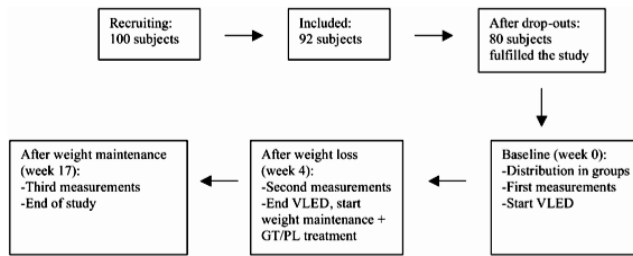 Recruiting:
100 subjects
Included:
92 subjects
After drop-outs:
80 subjects
fulfilled the study
Baseline (week 0):
-Distribution in groups
-First measurements
-Start VLED
After weight loss
(week 4):
-Second measurements
-End VLED, start
weight maintenance +
GT/PL treatment
After weight maintenance
(week 17):
-Third measurements
-End of study